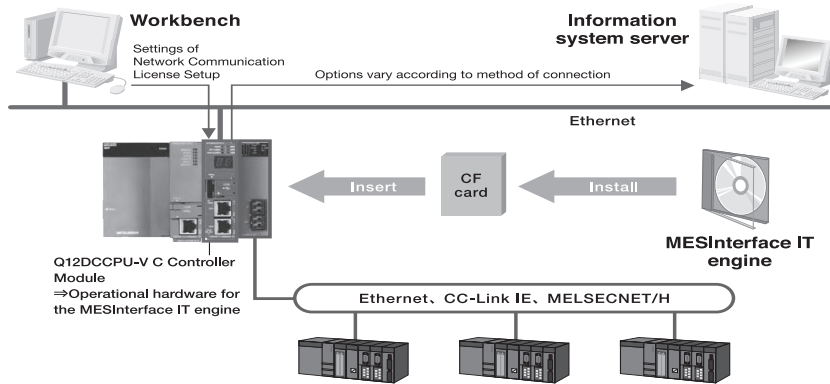 Workbench
Settings of
Network Communication
License Setup
Information
system server
Options vary according to method of connection
Ethernet
Insert
CF
card
Install
MESInterface IT
engine
Q12DCCPU-V C Controller
Module
⇒Operational hardware for
the MESInterface IT engine
Ethernet、CC-Link IE、MELSECNET/H